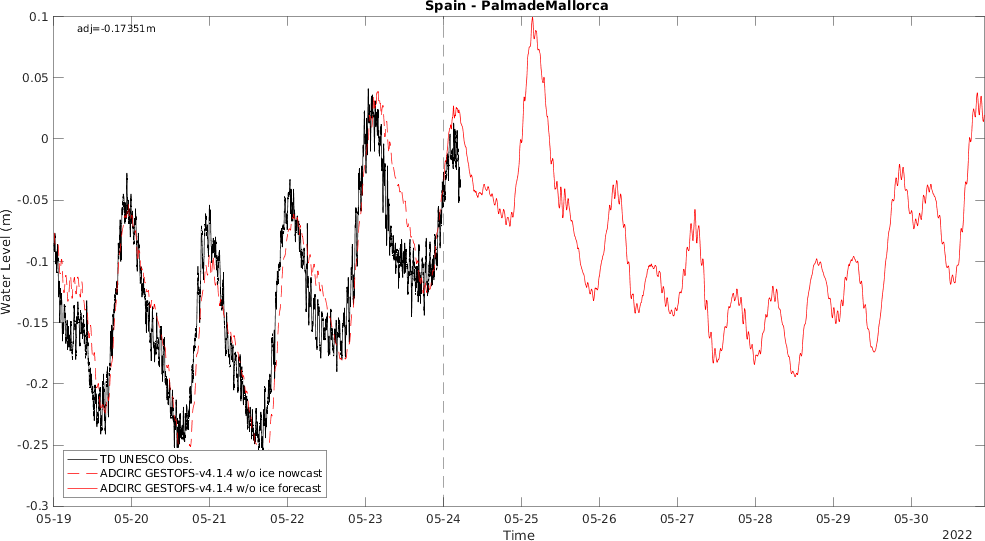 Spain - PalmadeMallorca
adj=-0.17351m
0.1
0.05
0
-0.05
-0.1
-0.15
-0.2
-0.25
-0.3
Water Level (m)
TD UNESCO Obs.
ADCIRC GESTOFS-v4.1.4 w/o ice nowcast
ADCIRC GESTOFS-v4.1.4 w/o ice forecast
05-19 05-20 05-21 05-22 05-23 05-24 05-25 05-26 05-27 05-28 05-29 05-30
Time
2022